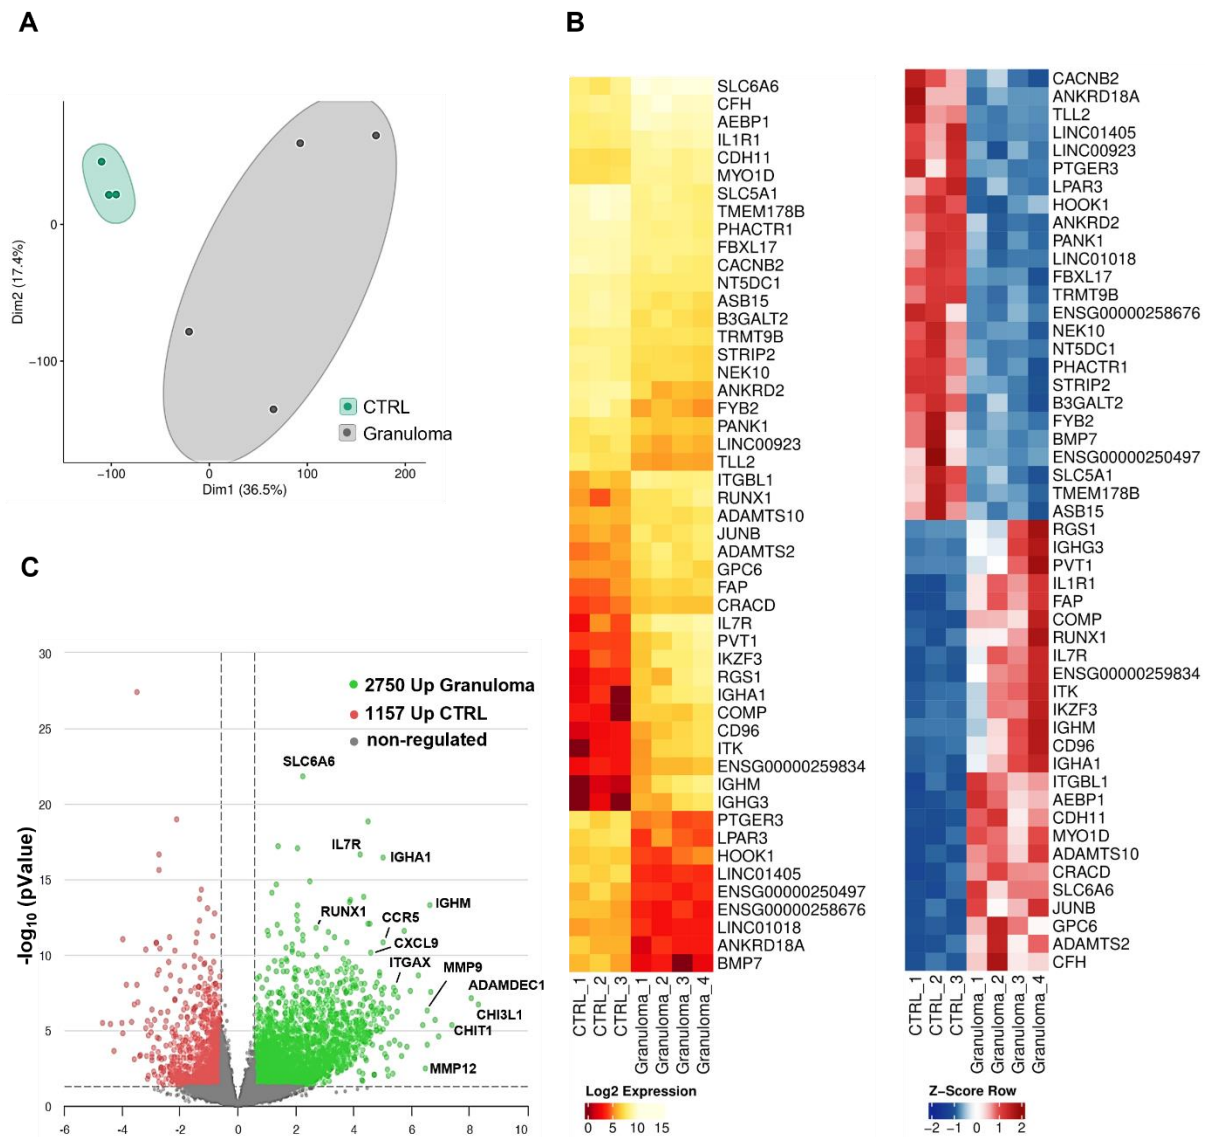 A
0
−100
Dim2 (17.4%)
−100
0
100
200
Dim1 (36.5%)
CTRL
Granuloma
B
SLC6A6
CFH
AEBP1
IL1R1
CDH11
MYO1D
SLC5A1
TMEM178B
PHACTR1
FBXL17
CACNB2
NT5DC1
ASB15
B3GALT2
TRMT9B
STRIP2
NEK10
ANKRD2
FYB2
PANK1
LINC00923
TLL2
ITGBL1
RUNX1
ADAMTS10
JUNB
ADAMTS2
GPC6
FAP
CRACD
IL7R
PVT1
IKZF3
RGS1
IGHA1
COMP
CD96
ITK
ENSG00000259834
IGHM
IGHG3
PTGER3
LPAR3
HOOK1
LINC01405
ENSG00000250497
ENSG00000258676
LINC01018
ANKRD18A
BMP7
CTRL_1
CTRL_2
CTRL_3
Granuloma_1
Granuloma_2
Granuloma_3
Granuloma_4
Log2 Expression
0 5 10 15
CACNB2
ANKRD18A
TLL2
LINC01405
LINC00923
PTGER3
LPAR3
HOOK1
ANKRD2
PANK1
LINC01018
FBXL17
TRMT9B
ENSG00000258676
NEK10
NT5DC1
PHACTR1
STRIP2
B3GALT2
FYB2
BMP7
ENSG00000250497
SLC5A1
TMEM178B
ASB15
RGS1
IGHG3
PVT1
IL1R1
FAP
COMP
RUNX1
IL7R
ENSG00000259834
ITK
IKZF3
IGHM
CD96
IGHA1
ITGBL1
AEBP1
CDH11
MYO1D
ADAMTS10
CRACD
SLC6A6
JUNB
GPC6
ADAMTS2
CFH
CTRL_1
CTRL_2
CTRL_3
Granuloma_1
Granuloma_2
Granuloma_3
Granuloma_4
Z-Score Row
-2 -1 0 1 2
C
30
25
20
15
10
5
0
-log10 (pValue)
2750 Up Granuloma
1157 Up CTRL
non-regulated
SLC6A6
IL7R
IGHA1
IGHM
RUNX1
CCR5
CXCL9
ITGAX
MMP9
ADAMDEC1
CHI3L1
CHIT1
MMP12
-6 -4 -2 0 2 4 6 8 10